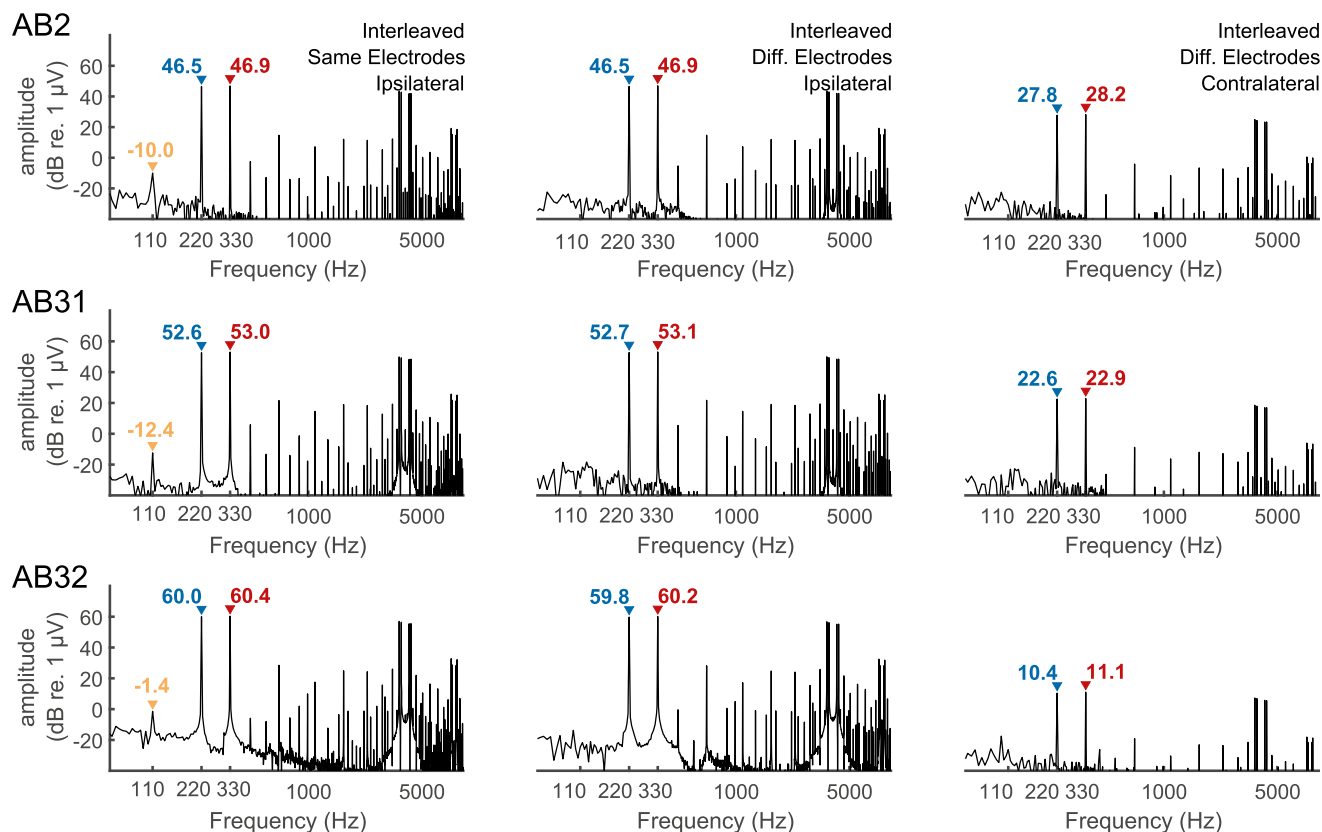 AB2
Interleaved
Same Electrodes
Ipsilateral
Interleaved
Diff. Electrodes
Ipsilateral
Interleaved
Diff. Electrodes
Contralateral
amplitude
(dB re. 1 µV)
60
40
20
0
-20
-10.0
46.5
46.9
46.5
46.9
27.8
28.2
110 220 330 1000 5000
110 220 330 1000 5000
110 220 330 1000 5000
Frequency (Hz)
Frequency (Hz)
Frequency (Hz)
AB31
amplitude
(dB re. 1 µV)
60
40
20
0
-20
-12.4
52.6
53.0
52.7
53.1
22.6
22.9
110 220 330 1000 5000
110 220 330 1000 5000
110 220 330 1000 5000
Frequency (Hz)
Frequency (Hz)
Frequency (Hz)
AB32
amplitude
(dB re. 1 µV)
60
40
20
0
-20
-1.4
60.0
60.4
59.8
60.2
10.4
11.1
110 220 330 1000 5000
110 220 330 1000 5000
110 220 330 1000 5000
Frequency (Hz)
Frequency (Hz)
Frequency (Hz)